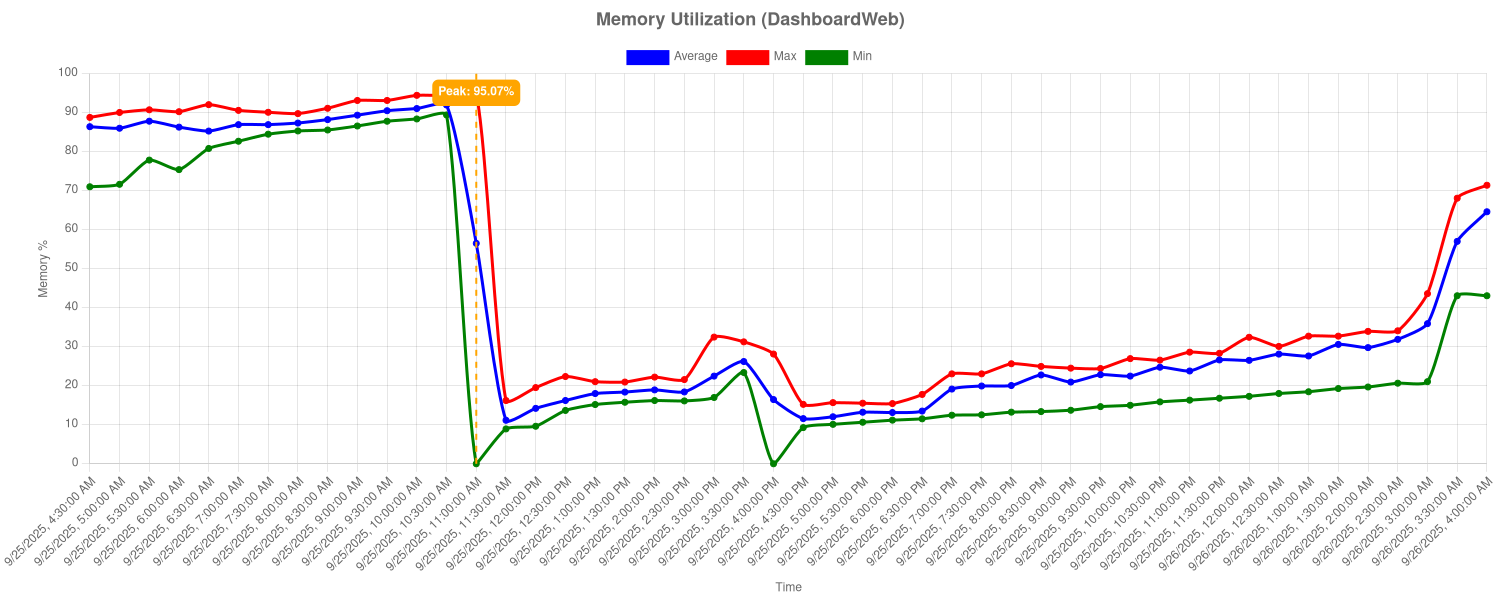 Memory Utilization (DashboardWeb)
Average Max Min
Peak: 95.07%
Memory %
100
90
80
70
60
50
40
30
20
10
0
9/25/2025, 4:30:00 AM
9/25/2025, 5:00:00 AM
9/25/2025, 5:30:00 AM
9/25/2025, 6:00:00 AM
9/25/2025, 6:30:00 AM
9/25/2025, 7:00:00 AM
9/25/2025, 7:30:00 AM
9/25/2025, 8:00:00 AM
9/25/2025, 8:30:00 AM
9/25/2025, 9:00:00 AM
9/25/2025, 9:30:00 AM
9/25/2025, 10:00:00 AM
9/25/2025, 10:30:00 AM
9/25/2025, 11:00:00 AM
9/25/2025, 11:30:00 AM
9/25/2025, 12:00:00 PM
9/25/2025, 12:30:00 PM
9/25/2025, 1:00:00 PM
9/25/2025, 1:30:00 PM
9/25/2025, 2:00:00 PM
9/25/2025, 2:30:00 PM
9/25/2025, 3:00:00 PM
9/25/2025, 3:30:00 PM
9/25/2025, 4:00:00 PM
9/25/2025, 4:30:00 PM
9/25/2025, 5:00:00 PM
9/25/2025, 5:30:00 PM
9/25/2025, 6:00:00 PM
9/25/2025, 6:30:00 PM
9/25/2025, 7:00:00 PM
9/25/2025, 7:30:00 PM
9/25/2025, 8:00:00 PM
9/25/2025, 8:30:00 PM
9/25/2025, 9:00:00 PM
9/25/2025, 9:30:00 PM
9/25/2025, 10:00:00 PM
9/25/2025, 10:30:00 PM
9/25/2025, 11:00:00 PM
9/25/2025, 11:30:00 PM
9/26/2025, 12:00:00 AM
9/26/2025, 12:30:00 AM
9/26/2025, 1:00:00 AM
9/26/2025, 1:30:00 AM
9/26/2025, 2:00:00 AM
9/26/2025, 2:30:00 AM
9/26/2025, 3:00:00 AM
9/26/2025, 3:30:00 AM
9/26/2025, 4:00:00 AM
Time